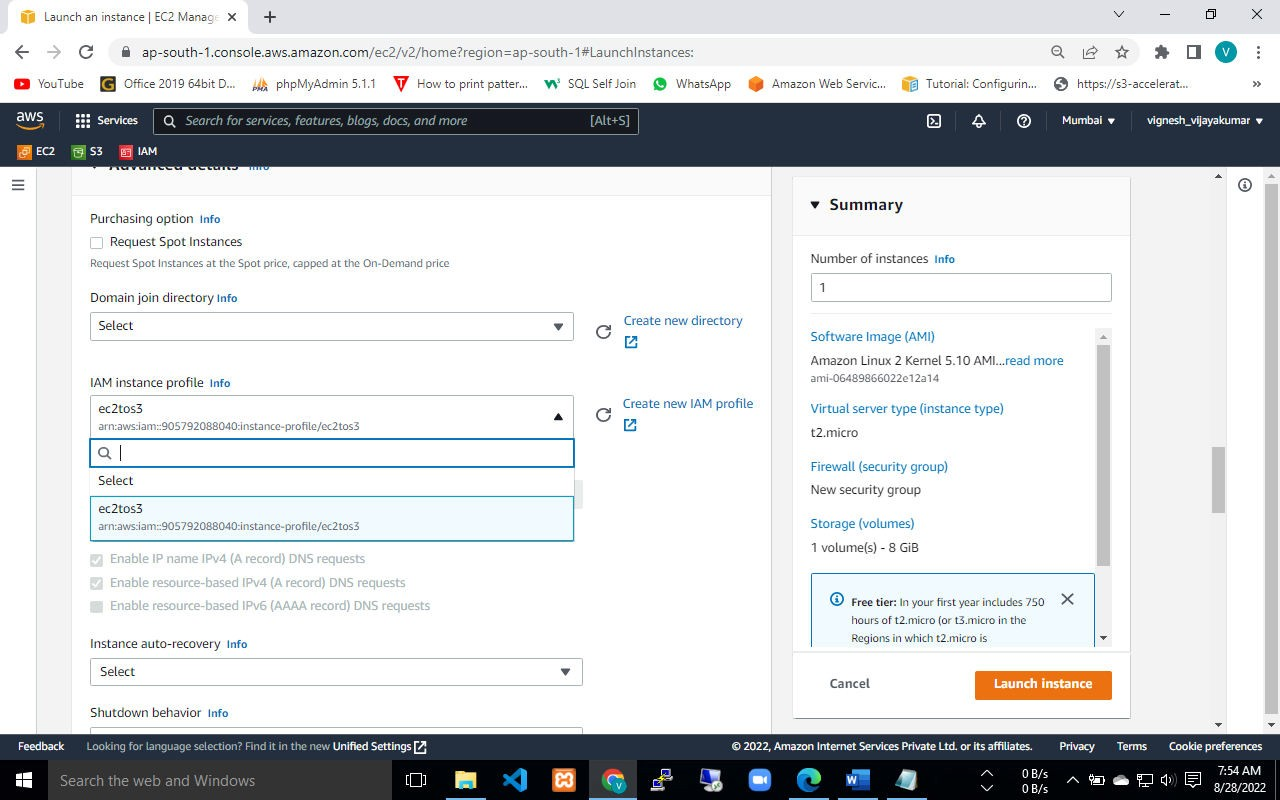 Launch an instance | EC2 Manage
ap-south-1.console.aws.amazon.com/ec2/v2/home?region=ap-south-1#LaunchInstances:
V
YouTube
Office 2019 64bit D...
phpMyAdmin 5.1.1
How to print patter...
SQL Self Join
WhatsApp
Amazon Web Servic...
Tutorial: Configurin...
https://s3-accelerat...
»
aws
Services
Search for services, features, blogs, docs, and more
[Alt+S]
Mumbai
vignesh_vijayakumar
EC2
S3
IAM
Advanced details Info
Purchasing option Info
Request Spot Instances
Request Spot Instances at the Spot price, capped at the On-Demand price
Domain join directory Info
Select
Create new directory
IAM instance profile Info
ec2tos3
arn:aws:iam::905792088040:instance-profile/ec2tos3
Create new IAM profile
Select
ec2tos3
arn:aws:iam::905792088040:instance-profile/ec2tos3
Enable IP name IPv4 (A record) DNS requests
Enable resource-based IPv4 (A record) DNS requests
Enable resource-based IPv6 (AAAA record) DNS requests
Instance auto-recovery Info
Select
Shutdown behavior Info
Summary
Number of instances Info
1
Software Image (AMI)
Amazon Linux 2 Kernel 5.10 AMI...read more
ami-06489866022e12a14
Virtual server type (instance type)
t2.micro
Firewall (security group)
New security group
Storage (volumes)
1 volume(s) - 8 GiB
Free tier: In your first year includes 750
hours of t2.micro (or t3.micro in the
Regions in which t2.micro is
Cancel
Launch instance
Feedback
Looking for language selection? Find it in the new Unified Settings
© 2022, Amazon Internet Services Private Ltd. or its affiliates.
Privacy
Terms
Cookie preferences
Search the web and Windows
0 B/s
0 B/s
7:54 AM
8/28/2022